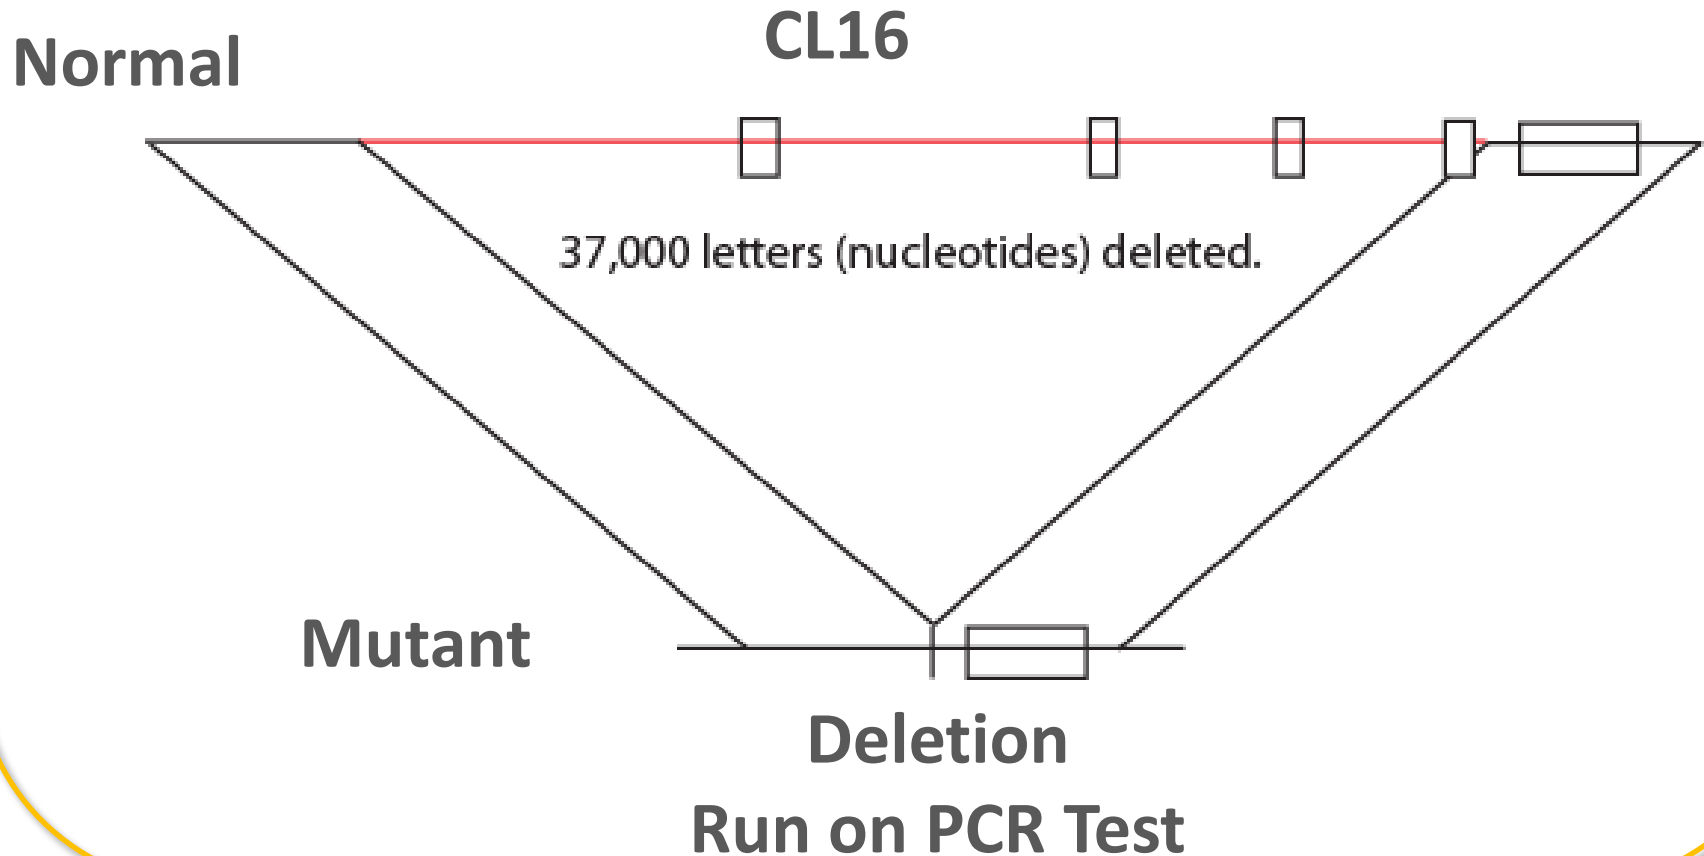 CL16
Normal
37,000 letters (nucleotides) deleted.
Mutant
Deletion
Run on PCR Test